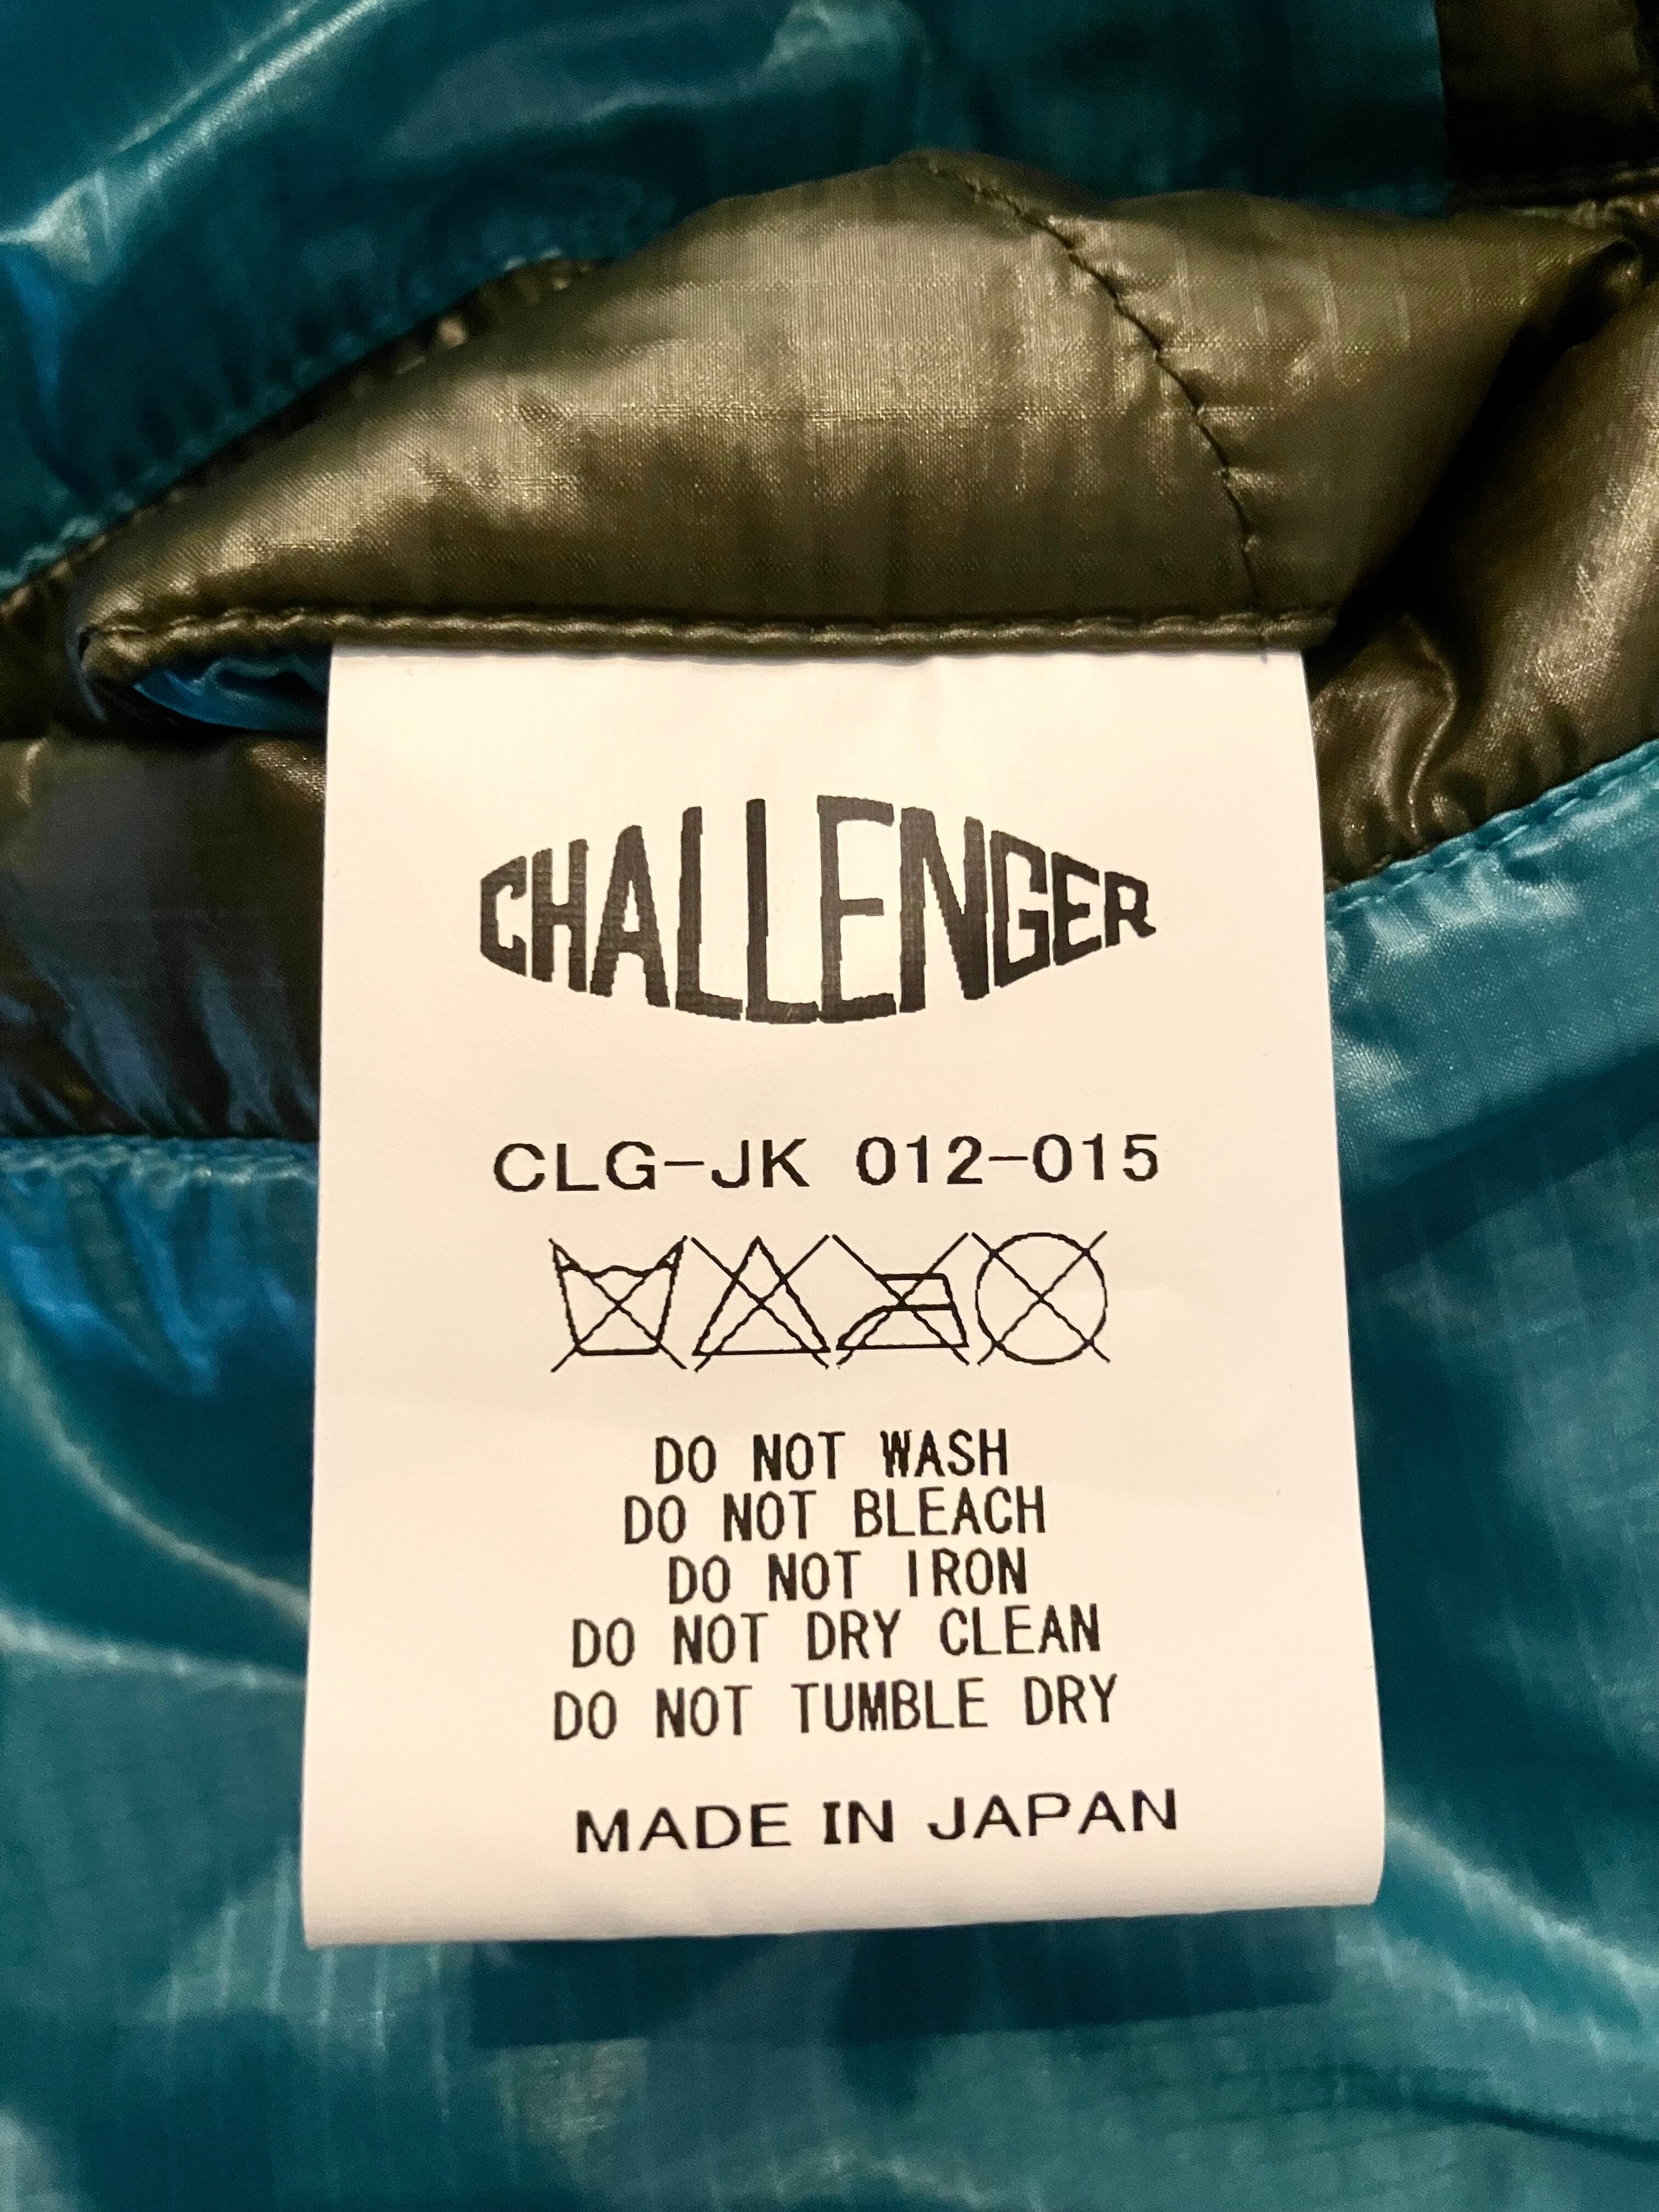 CHALLENGER
CLG-JK 012-015
DO NOT WASH
DO NOT BLEACH
DO NOT IRON
DO NOT DRY CLEAN
DO NOT TUMBLE DRY
MADE IN JAPAN